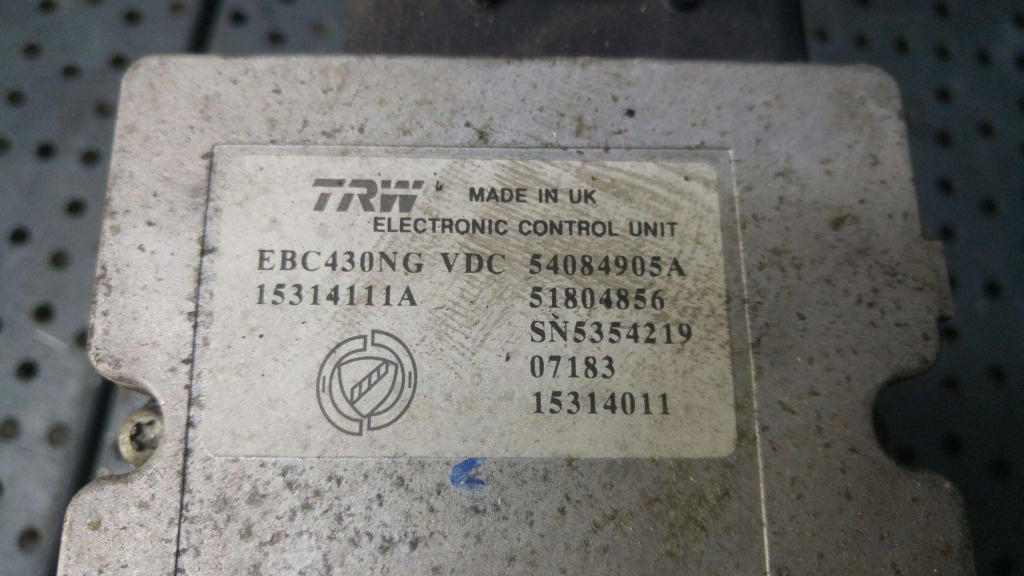 TRW MADE IN UK
ELECTRONIC CONTROL UNIT
EBC430NG VDC 54084905A
15314111A 51804856
SN5354219
07183
15314011